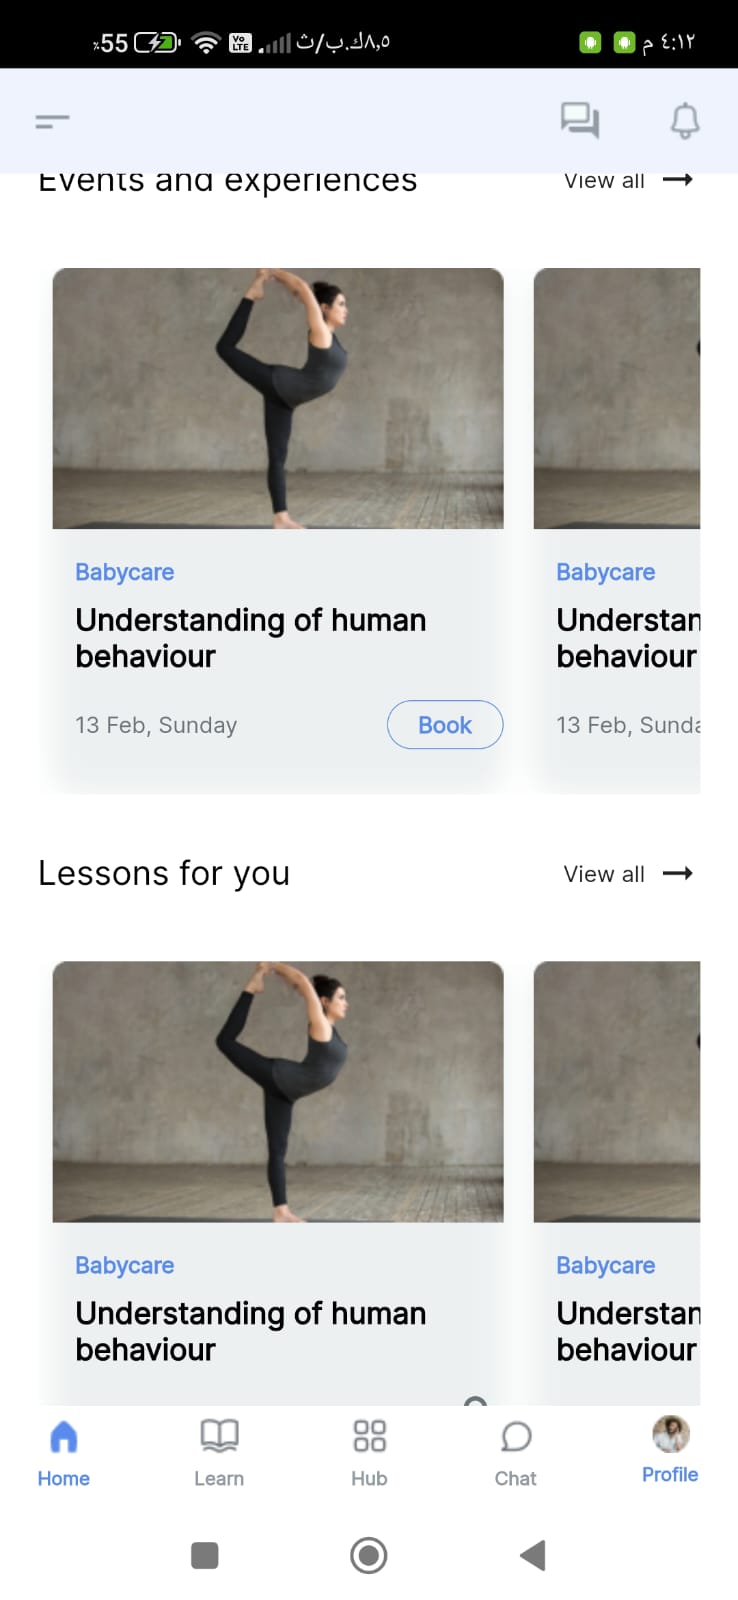 ٪55 Vo LTE ٨,٥ك.ب/ث ٤:١٢ م
Events and experiences View all
Babycare
Understanding of human
behaviour
13 Feb, Sunday Book
Babycare
Understan
behaviour
13 Feb, Sunda
Lessons for you View all
Babycare
Understanding of human
behaviour
Babycare
Understan
behaviour
Home Learn Hub Chat Profile